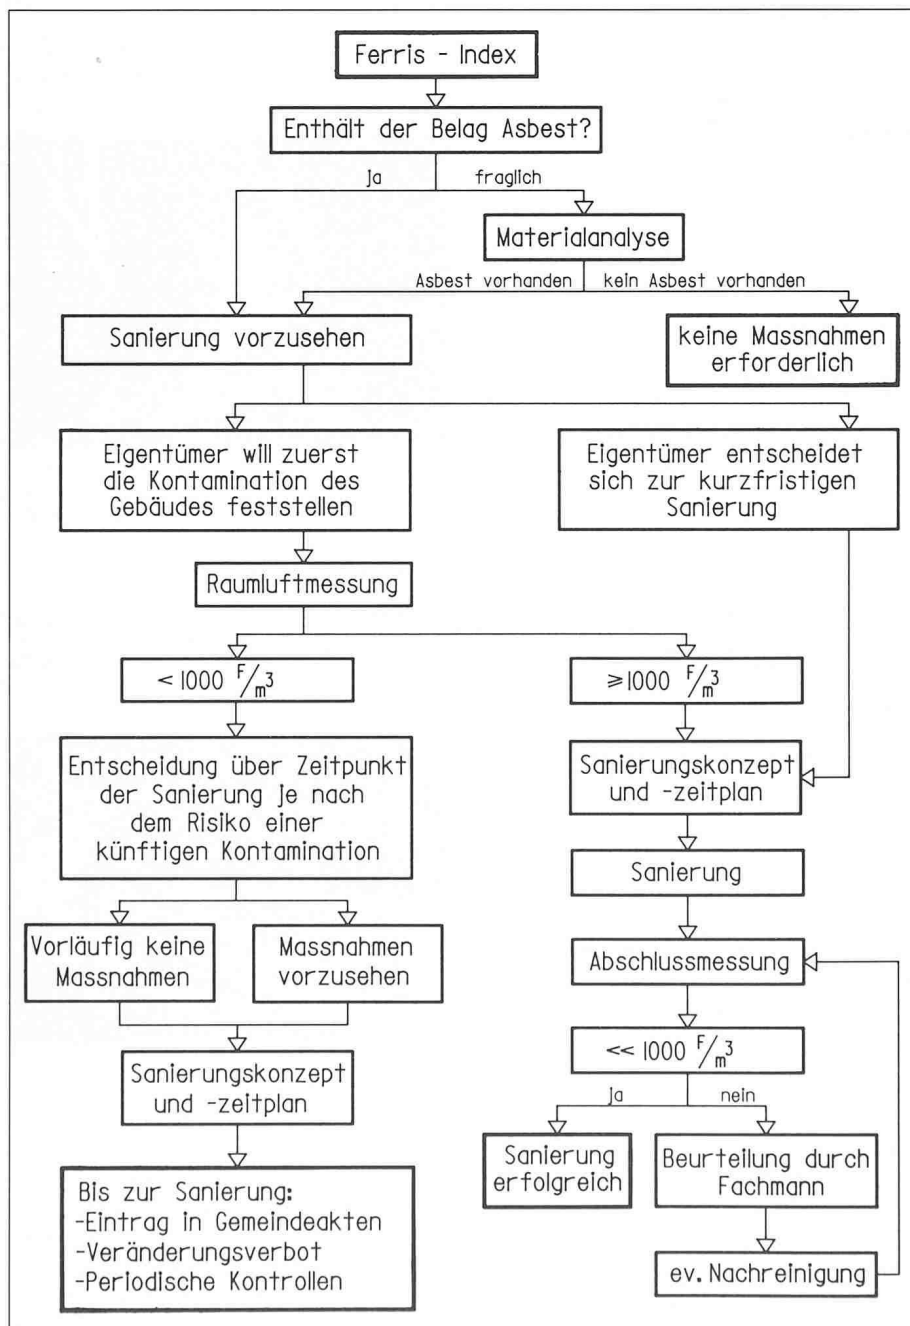 Ferris - Index
Enthält der Belag Asbest?
ja
fraglich
Materialanalyse
Asbest vorhanden
kein Asbest vorhanden
Sanierung vorzusehen
keine Massnahmen
erforderlich
Eigentümer will zuerst
die Kontamination des
Gebäudes feststellen
Eigentümer entscheidet
sich zur kurzfristigen
Sanierung
Raumluftmessung
< 1000 F/m³
≥ 1000 F/m³
Entscheidung über Zeitpunkt
der Sanierung je nach
dem Risiko einer
künftigen Kontamination
Sanierungskonzept
und -zeitplan
Sanierung
Vorläufig keine
Massnahmen
Massnahmen
vorzusehen
Abschlussmessung
<< 1000 F/m³
Sanierungskonzept
und -zeitplan
ja
nein
Sanierung
erfolgreich
Beurteilung durch
Fachmann
Bis zur Sanierung:
-Eintrag in Gemeindeakten
-Veränderungsverbot
-Periodische Kontrollen
ev. Nachreinigung